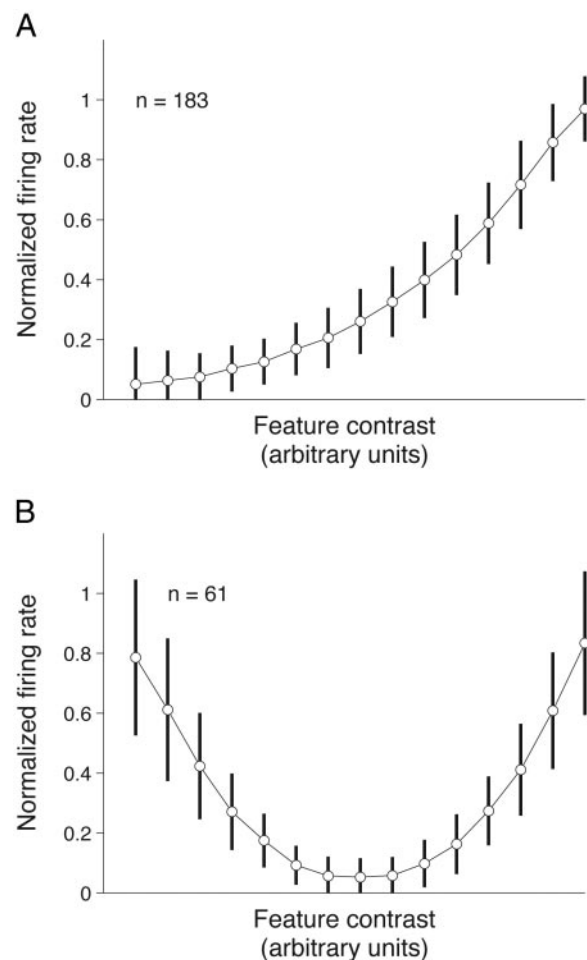 A
n = 183
Normalized firing rate
1
0.8
0.6
0.4
0.2
0
Feature contrast
(arbitrary units)
B
n = 61
Normalized firing rate
1
0.8
0.6
0.4
0.2
0
Feature contrast
(arbitrary units)